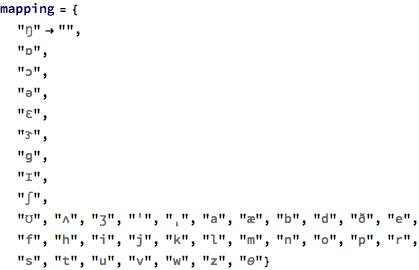 mapping = {
"ŋ" → "",
"ɒ",
"ɔ",
"ə",
"ɛ",
"ɝ",
"ɡ",
"ɪ",
"ʃ",
"ʊ", "ʌ", "ʒ", "ˈ", "ˌ", "a", "æ", "b", "d", "ð", "e",
"f", "h", "i", "j", "k", "l", "m", "n", "o", "p", "r",
"s", "t", "u", "v", "w", "z", "ɵ"}